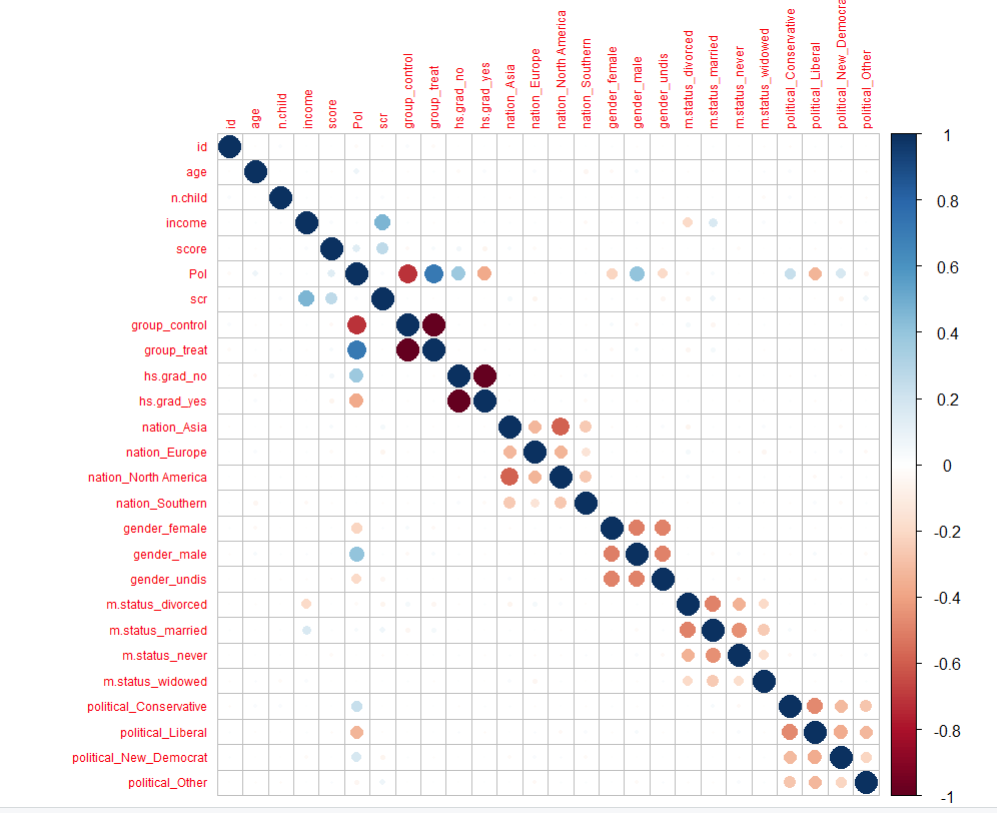 id
age
n.child
income
score
Pol
scr
group_control
group_treat
hs.grad_no
hs.grad_yes
nation_Asia
nation_Europe
nation_North America
nation_Southern
gender_female
gender_male
gender_undis
m.status_divorced
m.status_married
m.status_never
m.status_widowed
political_Conservative
political_Liberal
political_New_Democra
political_Other
id
age
n.child
income
score
Pol
scr
group_control
group_treat
hs.grad_no
hs.grad_yes
nation_Asia
nation_Europe
nation_North America
nation_Southern
gender_female
gender_male
gender_undis
m.status_divorced
m.status_married
m.status_never
m.status_widowed
political_Conservative
political_Liberal
political_New_Democrat
political_Other
1
0.8
0.6
0.4
0.2
0
-0.2
-0.4
-0.6
-0.8
-1